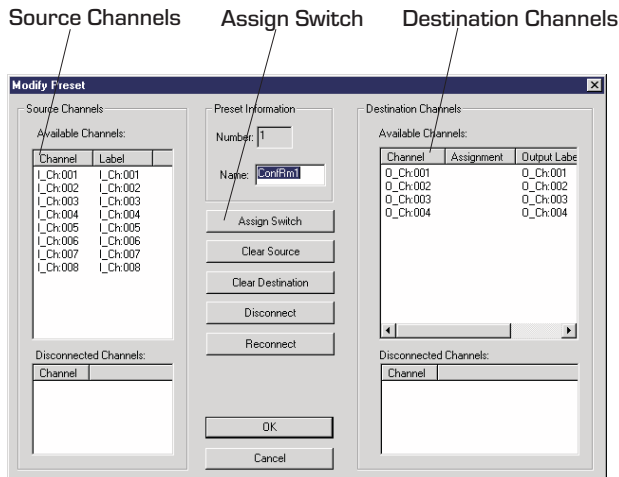 Source Channels Assign Switch Destination Channels
Modify Preset
Source Channels
Available Channels:
Channel Label
I_Ch:001 I_Ch:001
I_Ch:002 I_Ch:002
I_Ch:003 I_Ch:003
I_Ch:004 I_Ch:004
I_Ch:005 I_Ch:005
I_Ch:006 I_Ch:006
I_Ch:007 I_Ch:007
I_Ch:008 I_Ch:008
Disconnected Channels:
Channel
Preset Information
Number: 1
Name: ConfRm1
Assign Switch
Clear Source
Clear Destination
Disconnect
Reconnect
OK
Cancel
Destination Channels
Available Channels:
Channel Assignment Output Labe
O_Ch:001 O_Ch:001
O_Ch:002 O_Ch:002
O_Ch:003 O_Ch:003
O_Ch:004 O_Ch:004
Disconnected Channels:
Channel